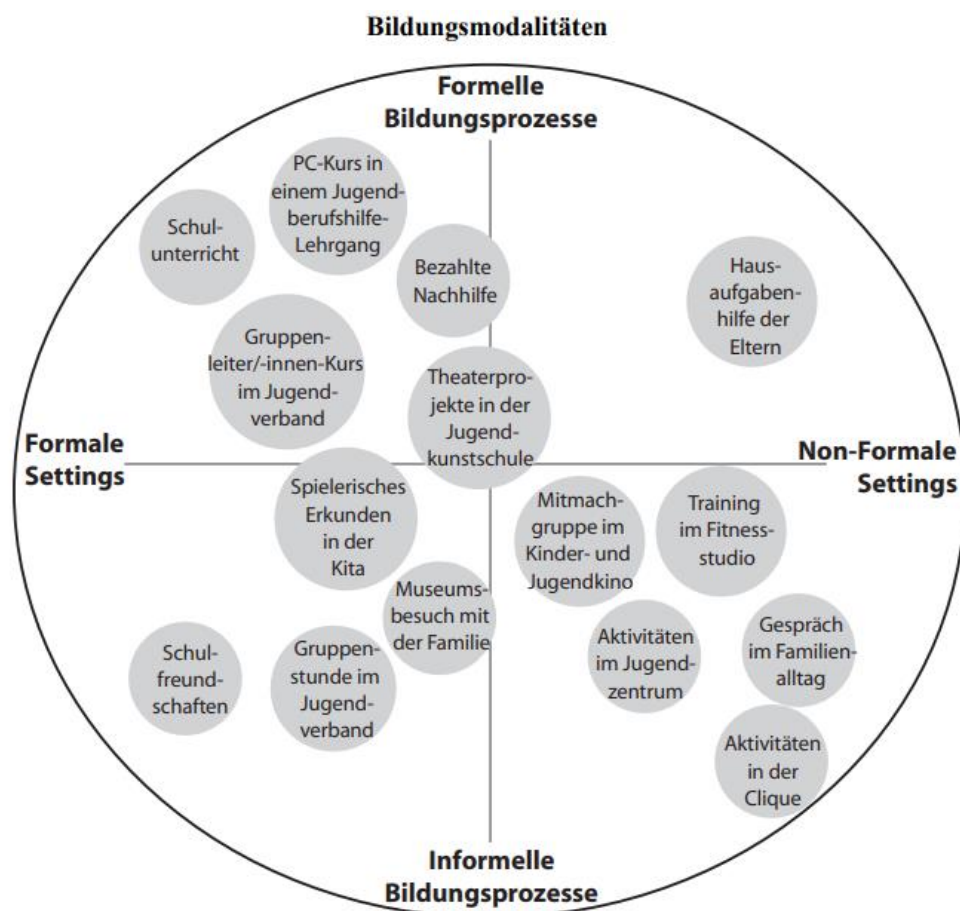 Bildungsmodalitäten
Formelle
Bildungsprozesse
PC-Kurs in
einem Jugend-
berufshilfe-
Lehrgang
Schul-
unterricht
Bezahlte
Nachhilfe
Haus-
aufgaben-
hilfe der
Eltern
Gruppen-
leiter/-innen-Kurs
im Jugend-
verband
Theaterpro-
jekte in der
Jugend-
kunstschule
Formale
Settings
Non-Formale
Settings
Spielerisches
Erkunden
in der
Kita
Mitmach-
gruppe im
Kinder- und
Jugendkino
Training
im Fitness-
studio
Museums-
besuch mit
der Familie
Schul-
freund-
schaften
Gruppen-
stunde im
Jugend-
verband
Aktivitäten
im Jugend-
zentrum
Gespräch
im Familien-
alltag
Aktivitäten
in der
Clique
Informelle
Bildungsprozesse